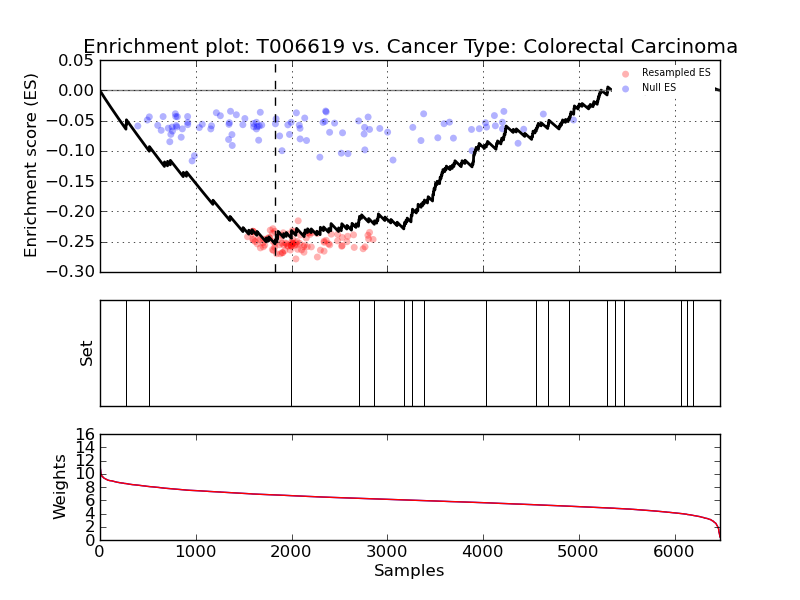 Enrichment plot: T006619 vs. Cancer Type: Colorectal Carcinoma
Enrichment score (ES)
0.05
0.00
−0.05
−0.10
−0.15
−0.20
−0.25
−0.30
Resampled ES
Null ES
Set
Weights
16
14
12
10
8
6
4
2
0
0 1000 2000 3000 4000 5000 6000
Samples